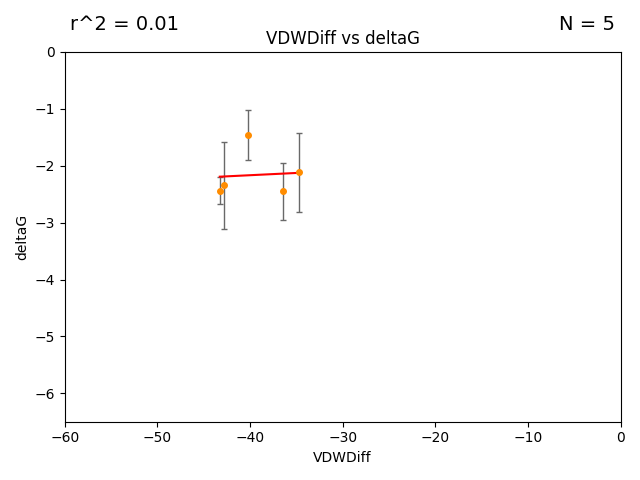 r^2 = 0.01
N = 5
VDWDiff vs deltaG
0
−1
−2
−3
−4
−5
−6
deltaG
−60 −50 −40 −30 −20 −10 0
VDWDiff